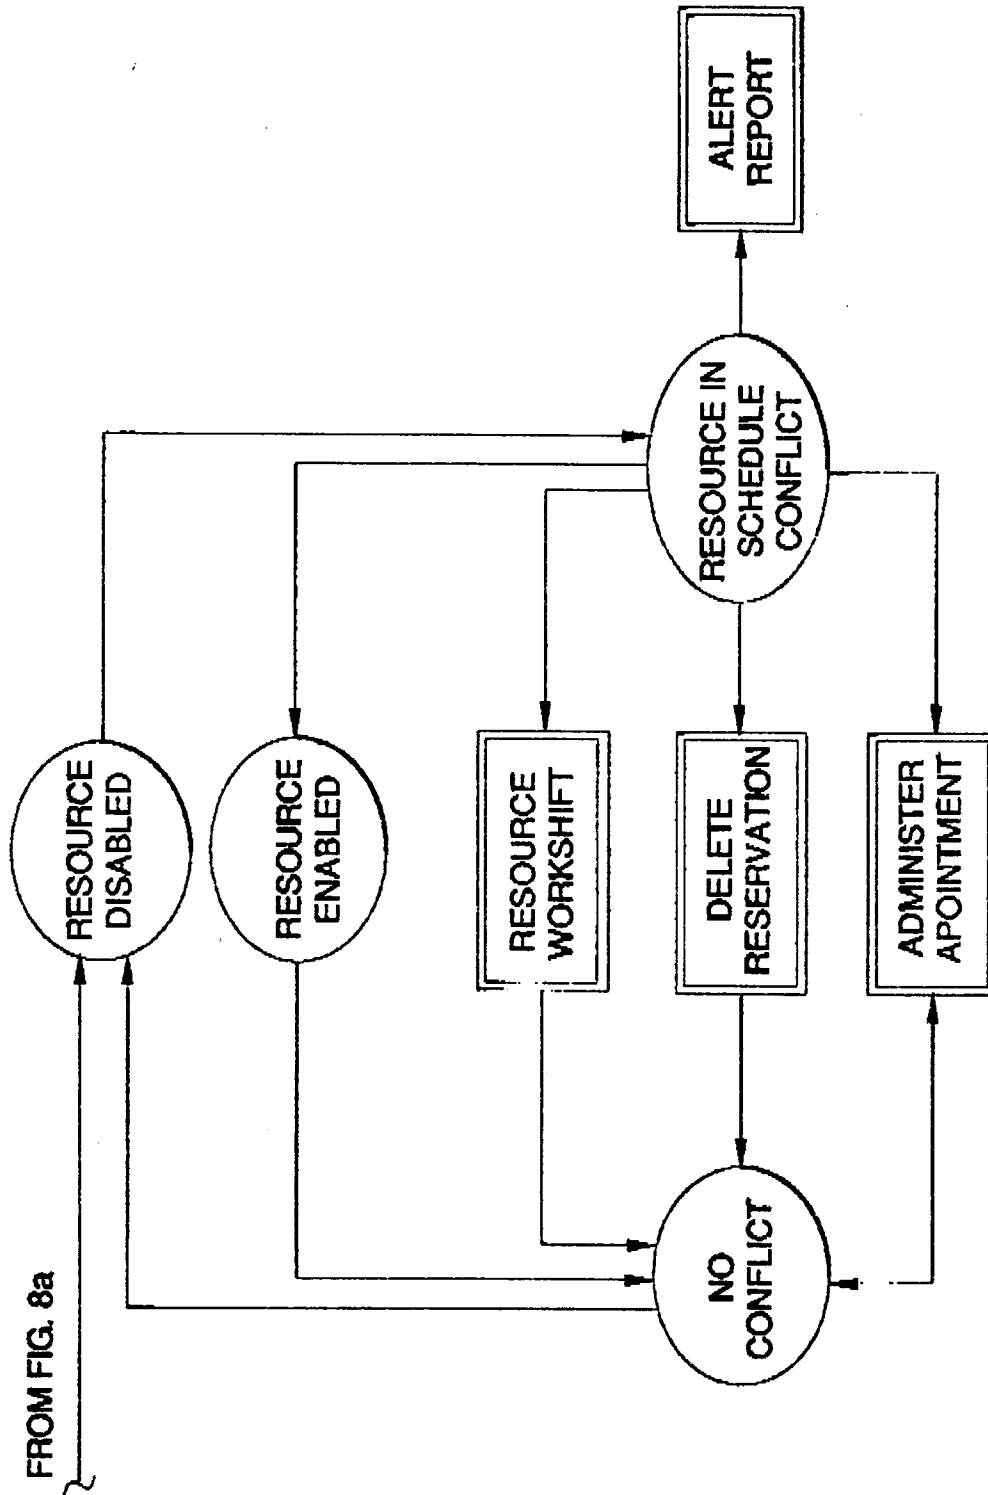 FROM FIG. 8a
RESOURCE
DISABLED
RESOURCE
ENABLED
RESOURCE
WORKSHIFT
DELETE
RESERVATION
ADMINISTER
APOINTMENT
NO
CONFLICT
RESOURCE IN
SCHEDULE
CONFLICT
ALERT
REPORT